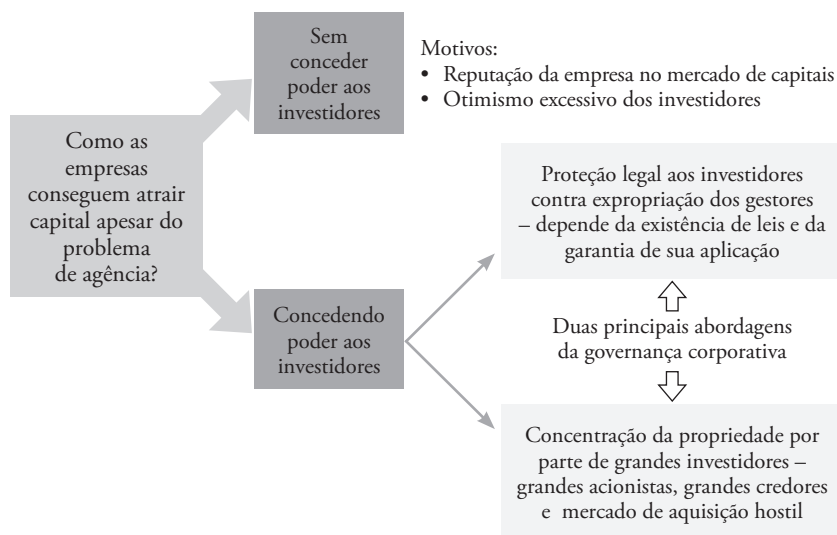 Sem
conceder
poder aos
investidores
Motivos:
• Reputação da empresa no mercado de capitais
• Otimismo excessivo dos investidores
Como as
empresas
conseguem atrair
capital apesar do
problema
de agência?
Proteção legal aos investidores
contra expropriação dos gestores
– depende da existência de leis e da
garantia de sua aplicação
Concedendo
poder aos
investidores
Duas principais abordagens
da governança corporativa
Concentração da propriedade por
parte de grandes investidores –
grandes acionistas, grandes credores
e mercado de aquisição hostil